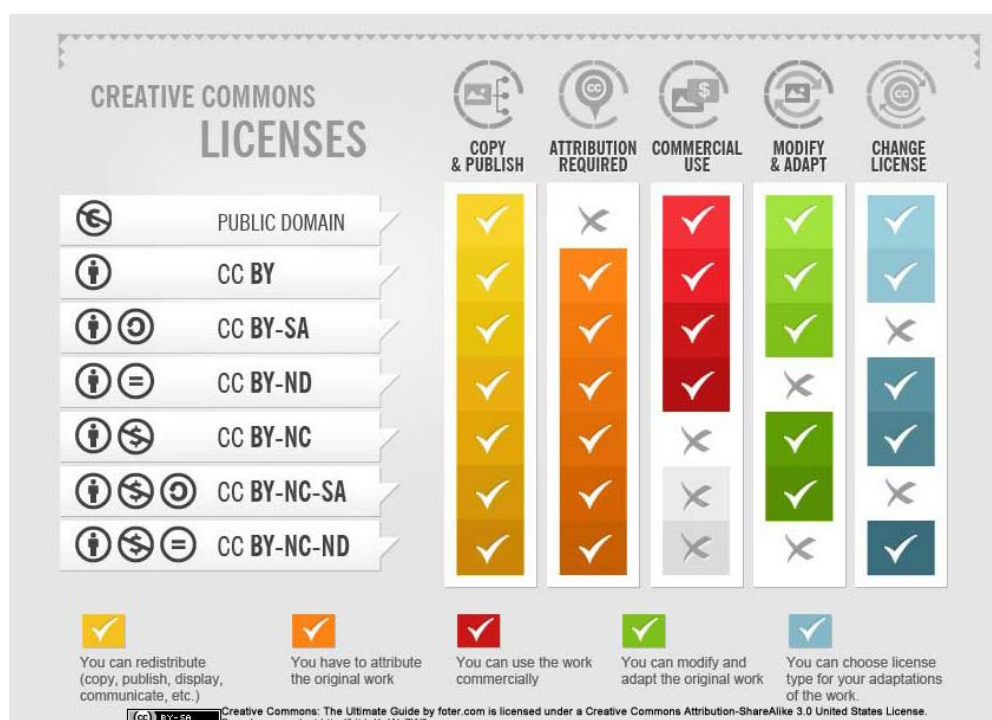 CREATIVE COMMONS
LICENSES
COPY
& PUBLISH
ATTRIBUTION
REQUIRED
COMMERCIAL
USE
MODIFY
& ADAPT
CHANGE
LICENSE
PUBLIC DOMAIN
CC BY
CC BY-SA
CC BY-ND
CC BY-NC
CC BY-NC-SA
CC BY-NC-ND
You can redistribute
(copy, publish, display,
communicate, etc.)
You have to attribute
the original work
You can use the work
commercially
You can modify and
adapt the original work
You can choose license
type for your adaptations
of the work.
cc BY-SA
Creative Commons: The Ultimate Guide by foter.com is licensed under a Creative Commons Attribution-ShareAlike 3.0 United States License.